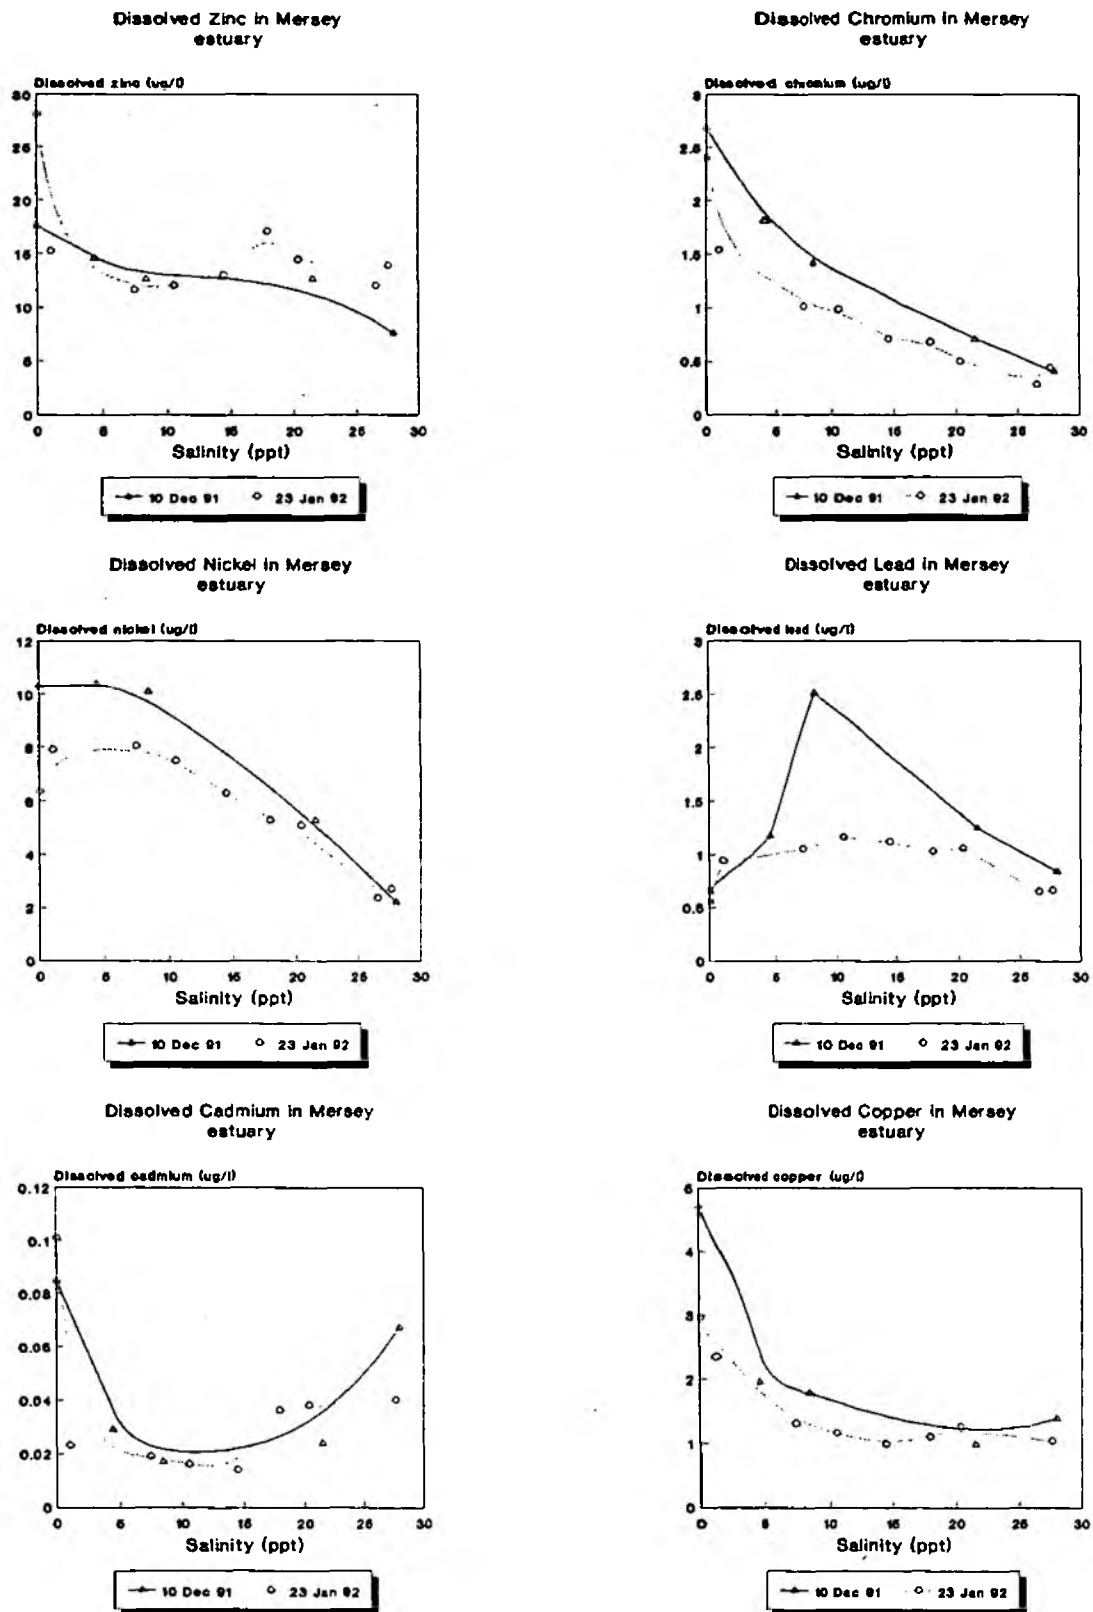 Dissolved Zinc in Mersey
estuary
Dissolved zinc (ug/l)
30
25
20
15
10
5
0
0 5 10 15 20 25 30
Salinity (ppt)
10 Dec 91 23 Jan 92
Dissolved Chromium in Mersey
estuary
Dissolved chromium (ug/l)
3
2.5
2
1.5
1
0.5
0
0 5 10 15 20 25 30
Salinity (ppt)
10 Dec 91 23 Jan 92
Dissolved Nickel in Mersey
estuary
Dissolved nickel (ug/l)
12
10
8
6
4
2
0
0 5 10 15 20 25 30
Salinity (ppt)
10 Dec 91 23 Jan 92
Dissolved Lead in Mersey
estuary
Dissolved lead (ug/l)
3
2.5
2
1.5
1
0.5
0
0 5 10 15 20 25 30
Salinity (ppt)
10 Dec 91 23 Jan 92
Dissolved Cadmium in Mersey
estuary
Dissolved cadmium (ug/l)
0.12
0.1
0.08
0.06
0.04
0.02
0
0 5 10 15 20 25 30
Salinity (ppt)
10 Dec 91 23 Jan 92
Dissolved Copper in Mersey
estuary
Dissolved copper (ug/l)
5
4
3
2
1
0
0 5 10 15 20 25 30
Salinity (ppt)
10 Dec 91 23 Jan 92